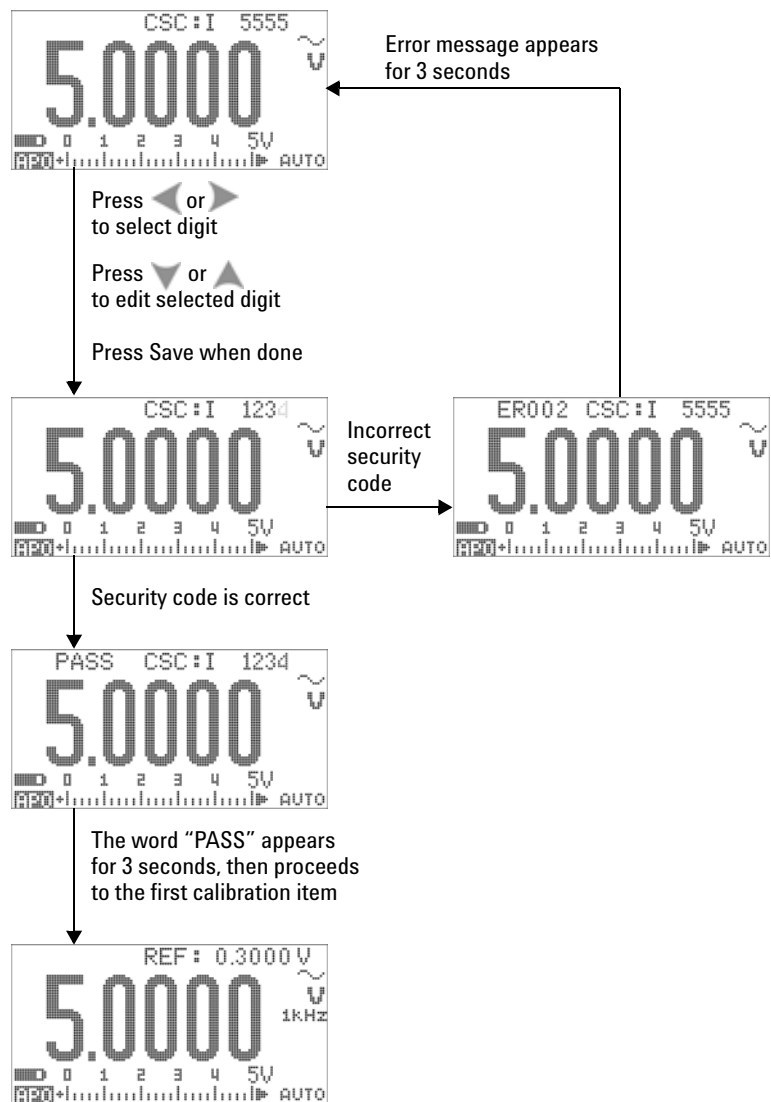 CSC:I 5555
5.0000
V
0 1 2 3 4 5V
APO AUTO
Error message appears
for 3 seconds
Press or
to select digit
Press or
to edit selected digit
Press Save when done
CSC:I 1234
5.0000
V
0 1 2 3 4 5V
APO AUTO
Incorrect
security
code
ER002 CSC:I 5555
5.0000
V
0 1 2 3 4 5V
APO AUTO
Security code is correct
PASS CSC:I 1234
5.0000
V
0 1 2 3 4 5V
APO AUTO
The word “PASS” appears
for 3 seconds, then proceeds
to the first calibration item
REF: 0.3000 V
5.0000
V
1kHz
0 1 2 3 4 5V
APO AUTO